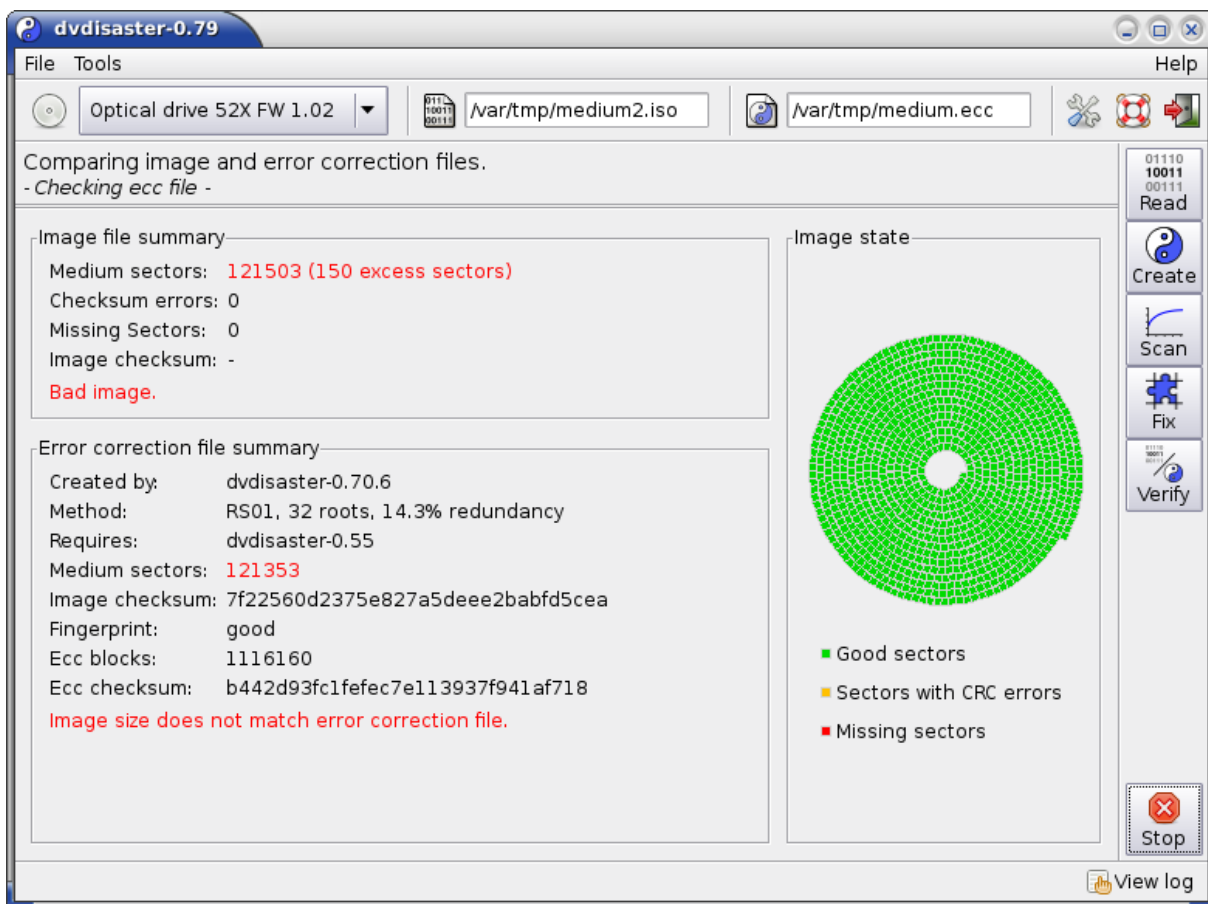 dvdisaster-0.79
File Tools Help
Optical drive 52X FW 1.02 /var/tmp/medium2.iso /var/tmp/medium.ecc
Comparing image and error correction files.
- Checking ecc file -
Image file summary
Medium sectors: 121503 (150 excess sectors)
Checksum errors: 0
Missing Sectors: 0
Image checksum: -
Bad image.
Error correction file summary
Created by: dvdisaster-0.70.6
Method: RS01, 32 roots, 14.3% redundancy
Requires: dvdisaster-0.55
Medium sectors: 121353
Image checksum: 7f22560d2375e827a5deee2babfd5cea
Fingerprint: good
Ecc blocks: 1116160
Ecc checksum: b442d93fc1fefec7e113937f941af718
Image size does not match error correction file.
Image state
Good sectors
Sectors with CRC errors
Missing sectors
01110
10011
00111
Read
Create
Scan
Fix
Verify
Stop
View log